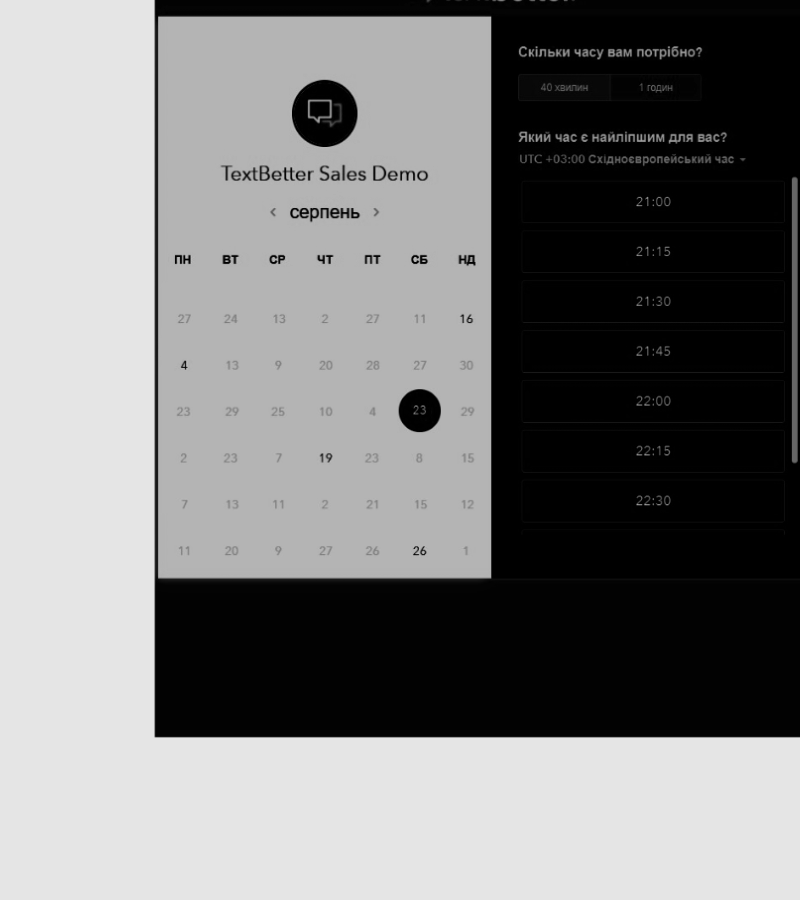 TextBetter Sales Demo
< серпень >
ПН ВТ СР ЧТ ПТ СБ НД
27 24 13 2 27 11 16
4 13 9 20 28 27 30
23 29 25 10 4 23 29
2 23 7 19 23 8 15
7 13 11 2 21 15 12
11 20 9 27 26 26 1
Скільки часу вам потрібно?
40 хвилин 1 годин
Який час є найліпшим для вас?
UTC +03:00 Східноєвропейський час
21:00
21:15
21:30
21:45
22:00
22:15
22:30